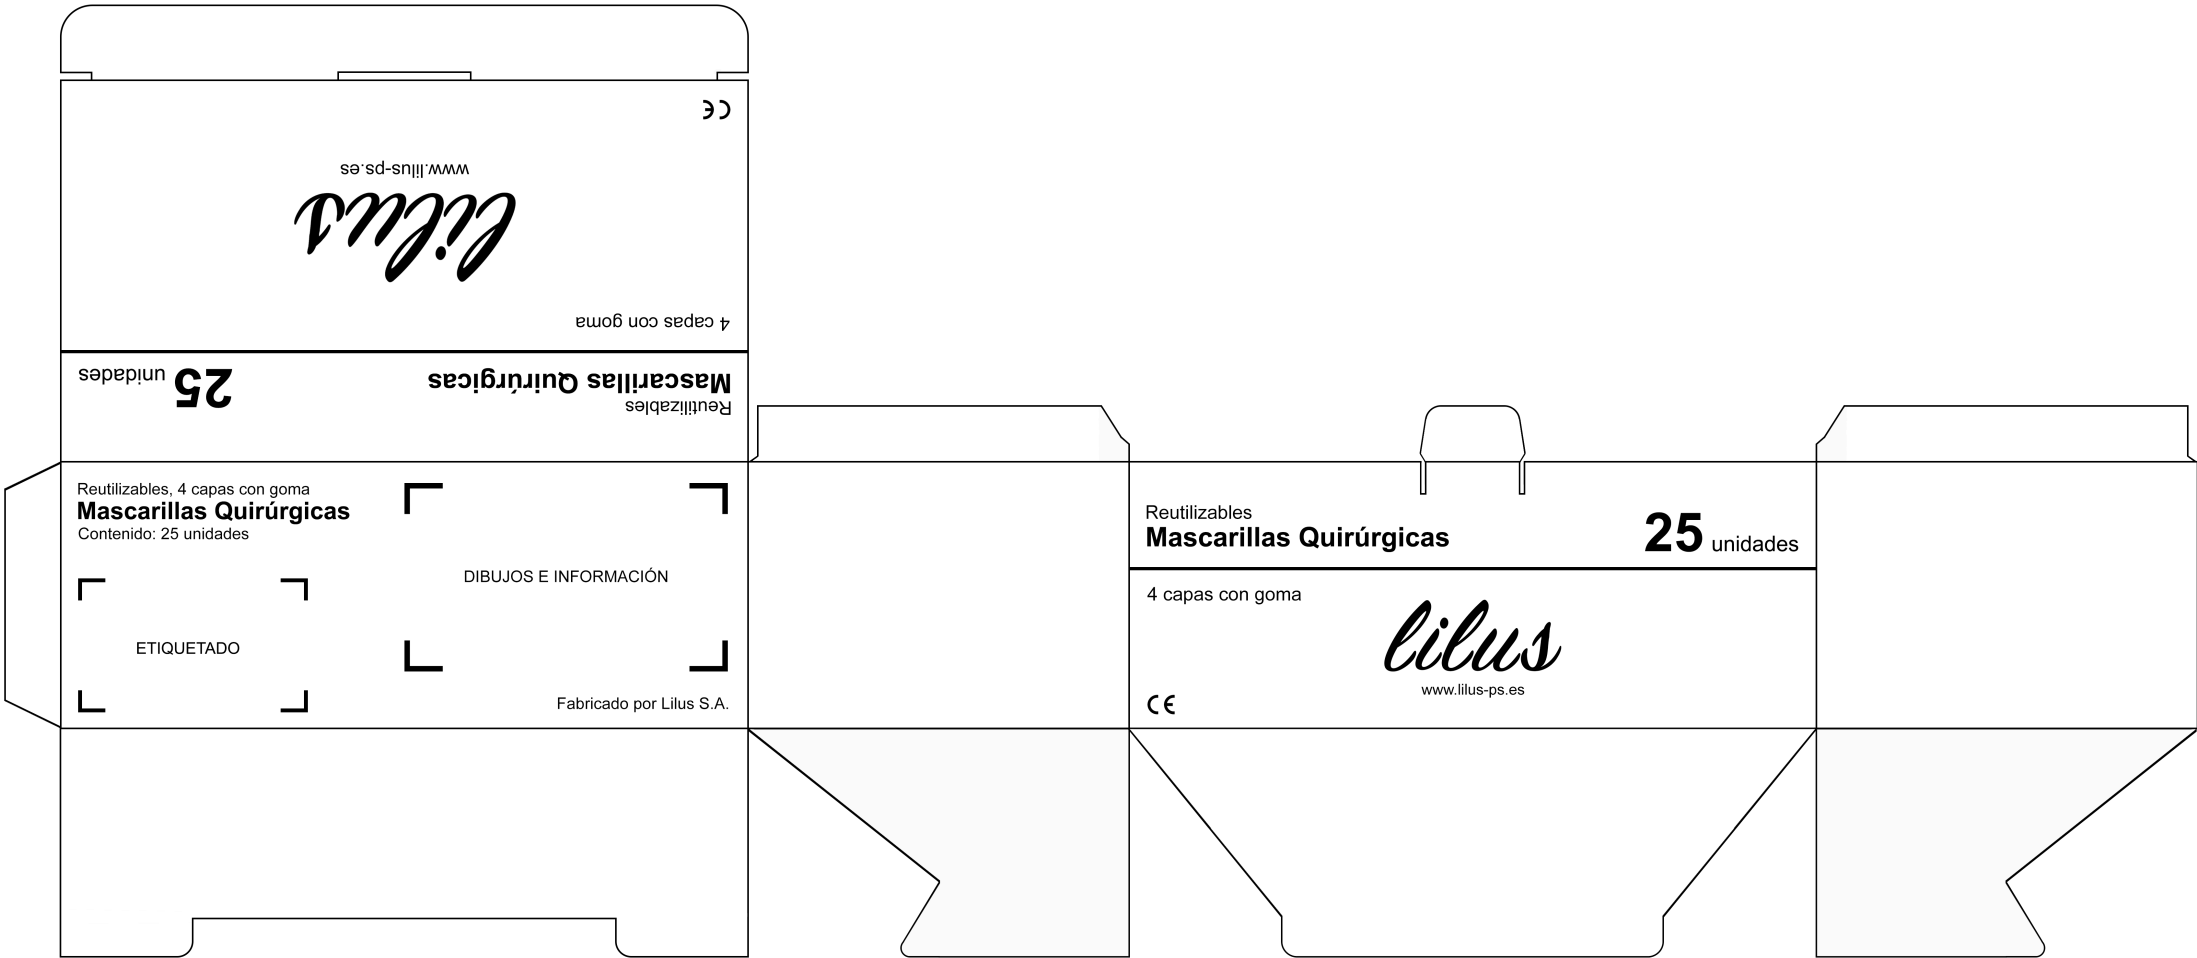 CE
www.lilus-ps.es
lilus
4 capas con goma
25 unidades
Mascarillas Quirúrgicas
Reutilizables
Reutilizables, 4 capas con goma
Mascarillas Quirúrgicas
Contenido: 25 unidades
ETIQUETADO
DIBUJOS E INFORMACIÓN
Fabricado por Lilus S.A.
Reutilizables
Mascarillas Quirúrgicas
25 unidades
4 capas con goma
lilus
www.lilus-ps.es
CE